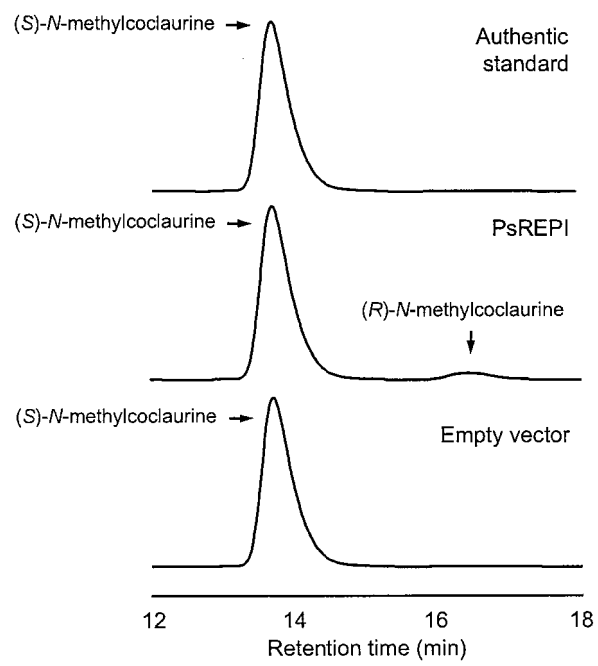 (S)-N-methylcoclaurine
Authentic
standard
(S)-N-methylcoclaurine
PsREPI
(R)-N-methylcoclaurine
(S)-N-methylcoclaurine
Empty vector
12 14 16 18
Retention time (min)